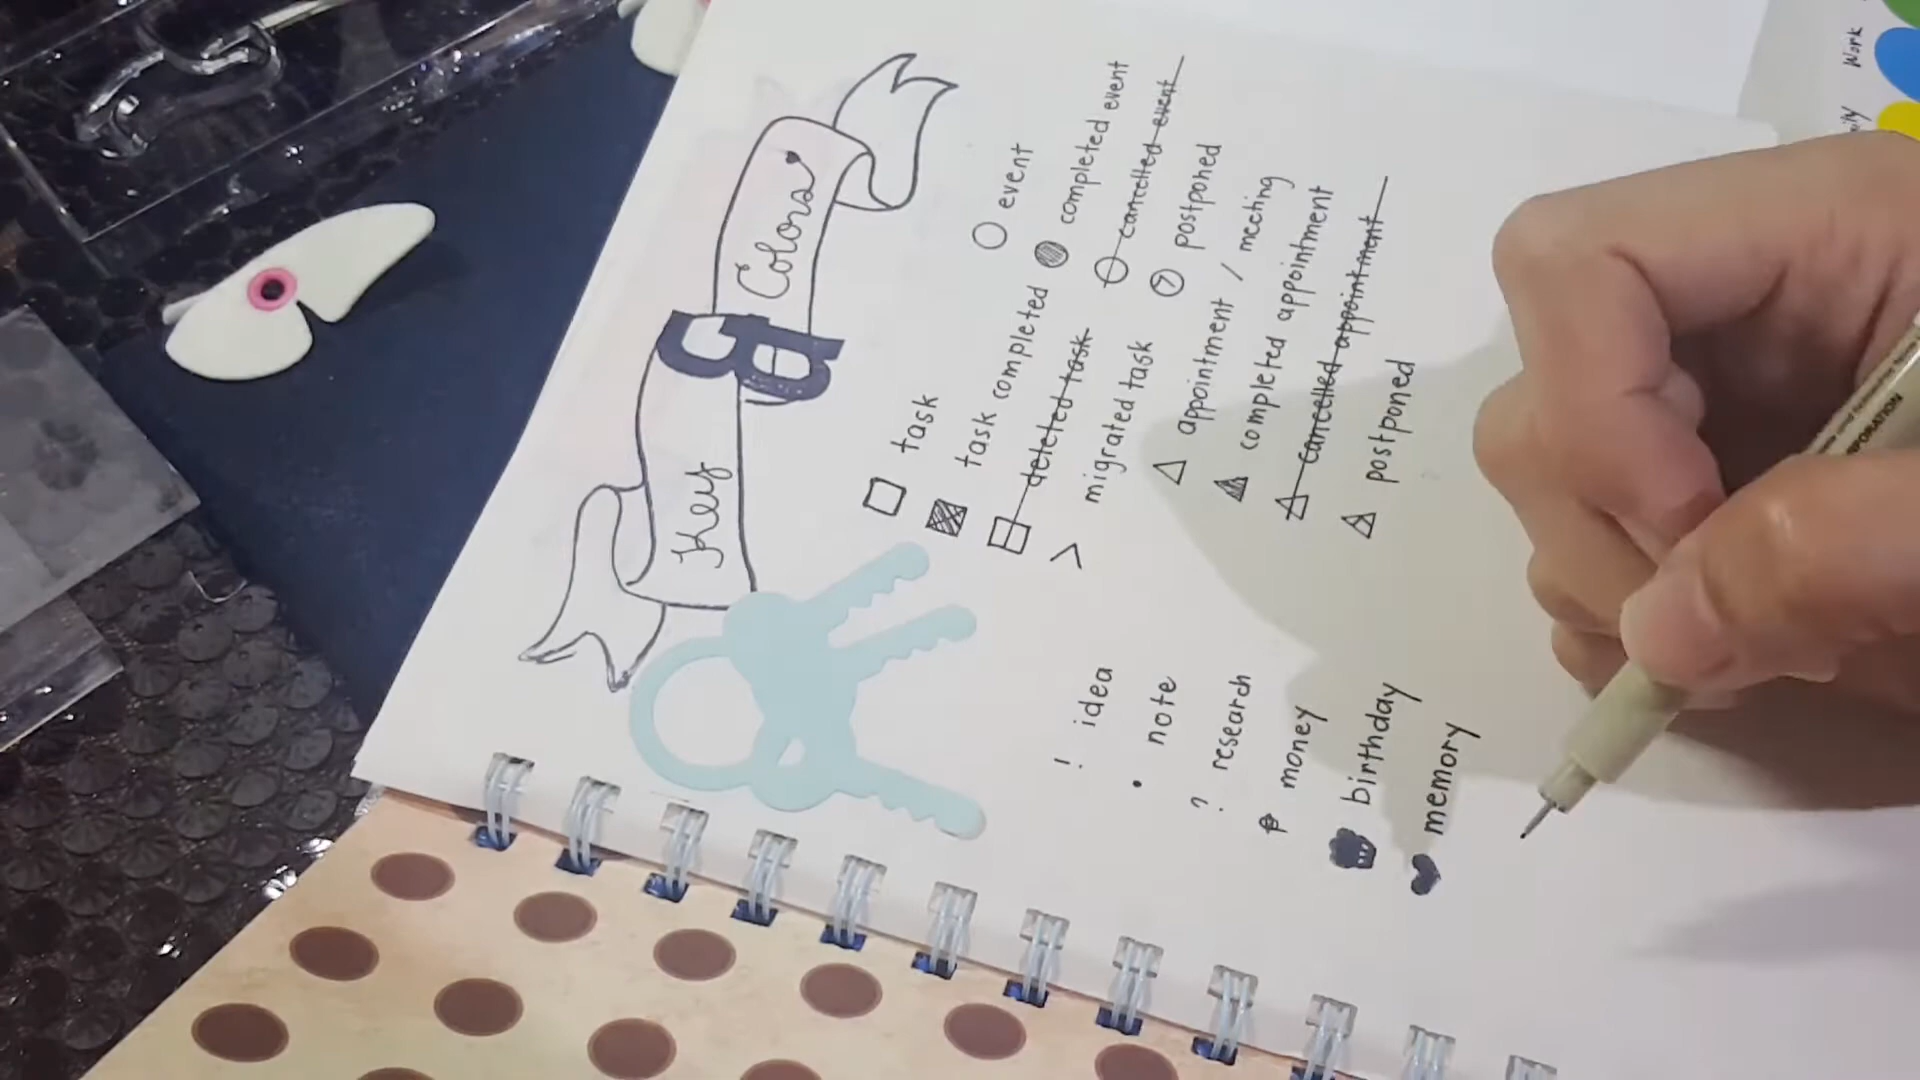 Key & Colors
! idea
• note
? research
money
birthday
memory
task
task completed
deleted task
> migrated task
event
completed event
cancelled event
postponed
appointment / meeting
completed appointment
cancelled appointment
postponed
Work